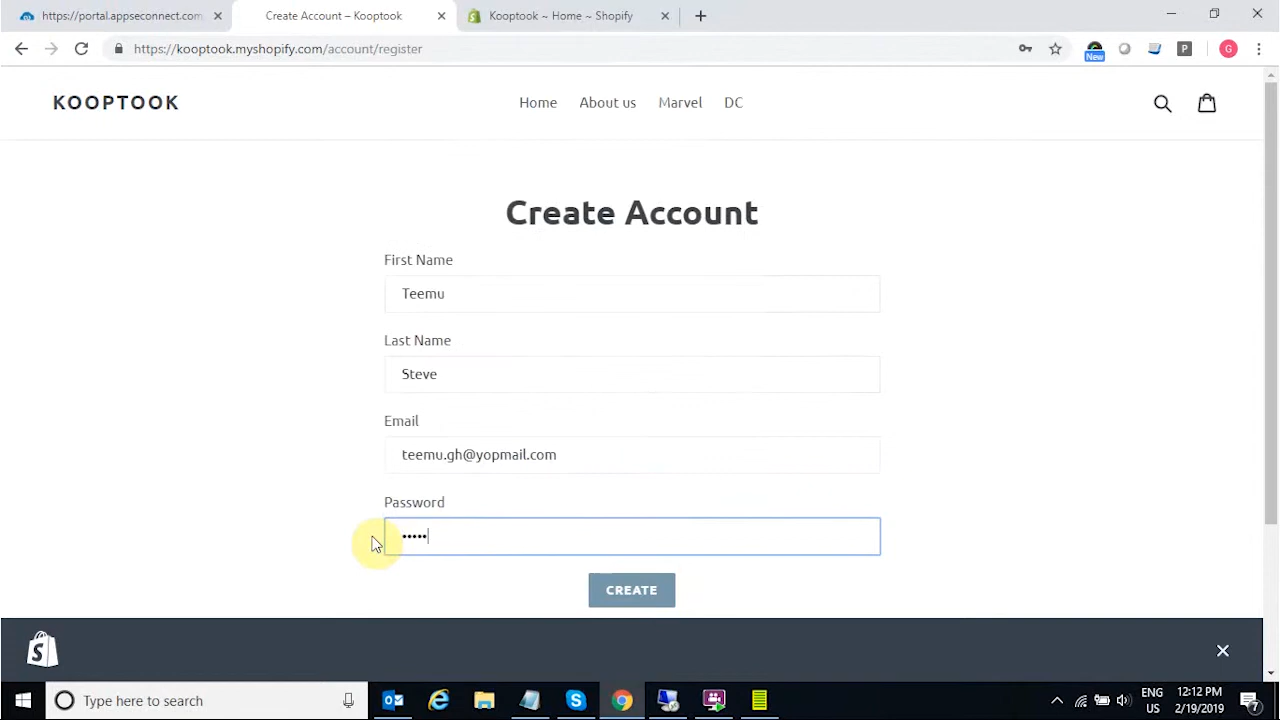 https://portal.appseconnect.com.
Create Account – Kooptook
Kooptook ~ Home ~ Shopify
https://kooptook.myshopify.com/account/register
New
P
G
KOOPTOOK
Home
About us
Marvel
DC
Create Account
First Name
Teemu
Last Name
Steve
Email
teemu.gh@yopmail.com
Password
•••••
CREATE
Type here to search
ENG
US
12:12 PM
2/19/2019
7